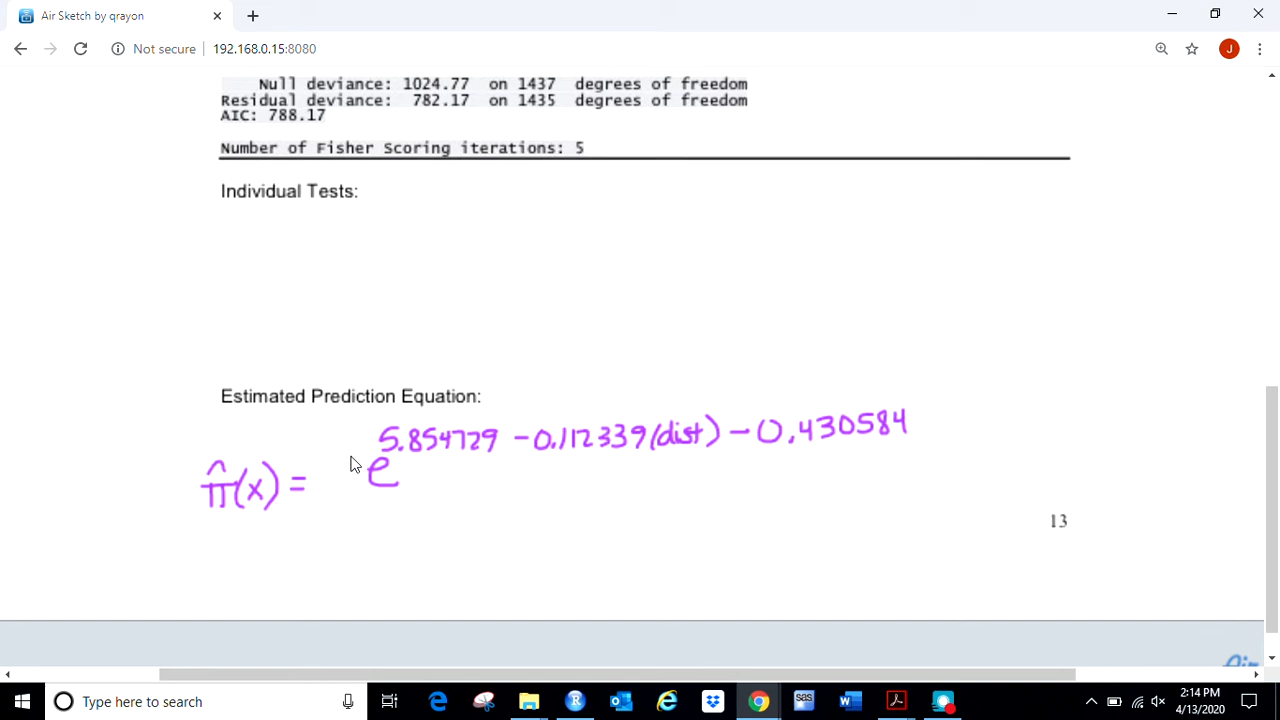 Air Sketch by qrayon
Not secure
192.168.0.15:8080
J
Null deviance: 1024.77 on 1437 degrees of freedom
Residual deviance: 782.17 on 1435 degrees of freedom
AIC: 788.17
Number of Fisher Scoring iterations: 5
Individual Tests:
Estimated Prediction Equation:
5.854729 -0.112339(dist) -0.430584
π̂(x) = e
13
Type here to search
2:14 PM
4/13/2020